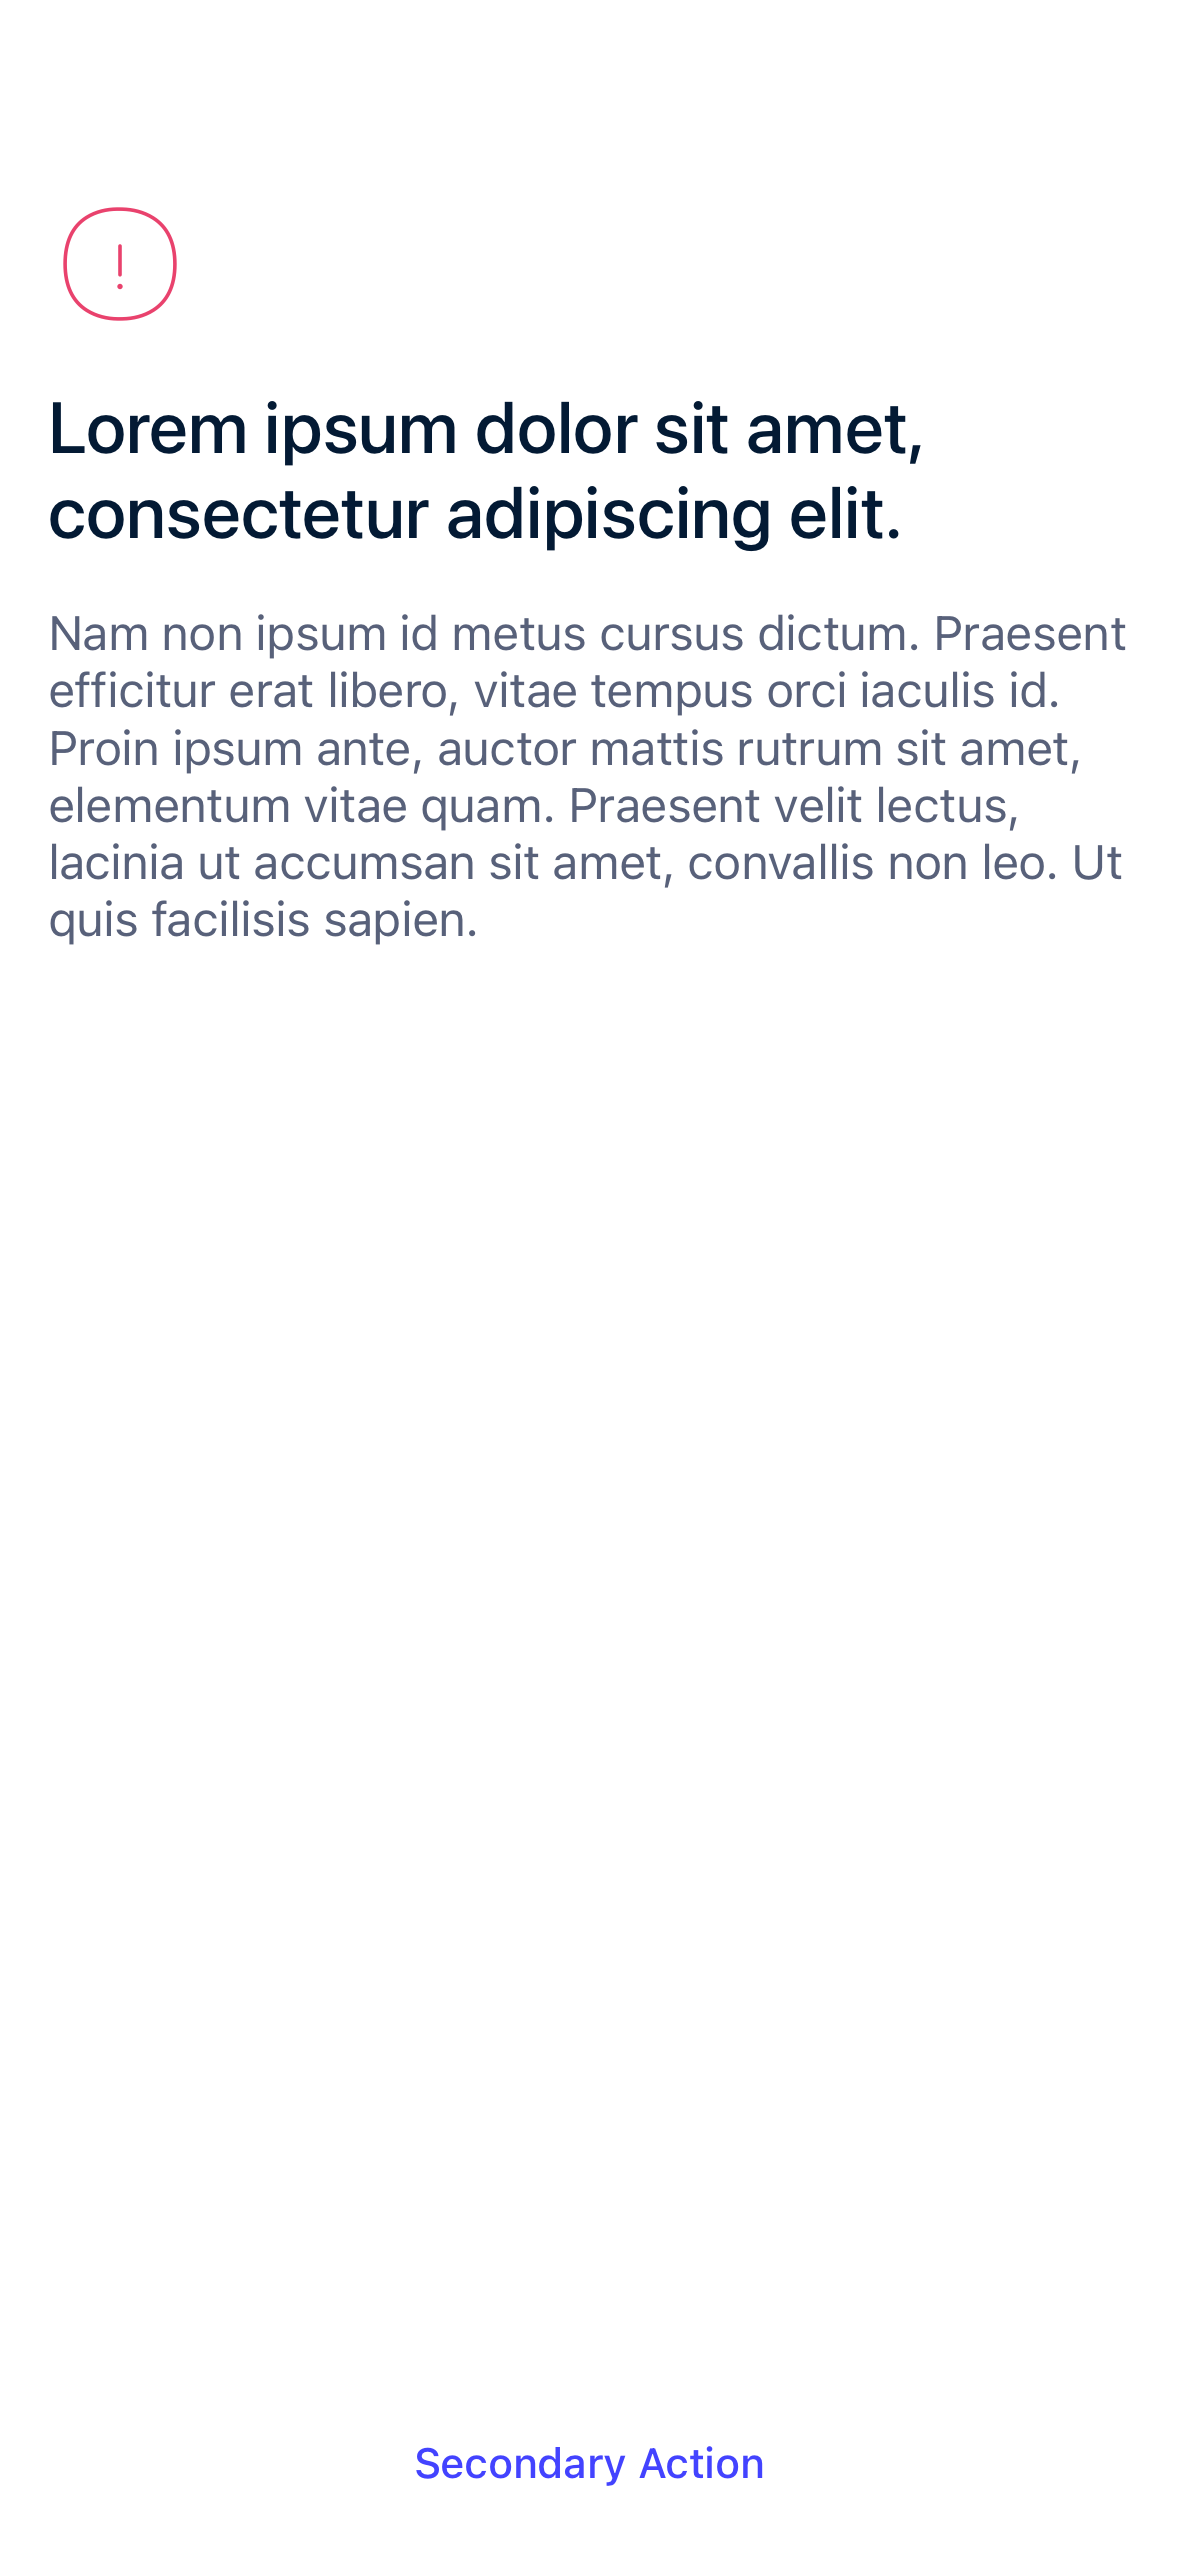 Lorem ipsum dolor sit amet,
consectetur adipiscing elit.
Nam non ipsum id metus cursus dictum. Praesent
efficitur erat libero, vitae tempus orci iaculis id.
Proin ipsum ante, auctor mattis rutrum sit amet,
elementum vitae quam. Praesent velit lectus,
lacinia ut accumsan sit amet, convallis non leo. Ut
quis facilisis sapien.
Secondary Action